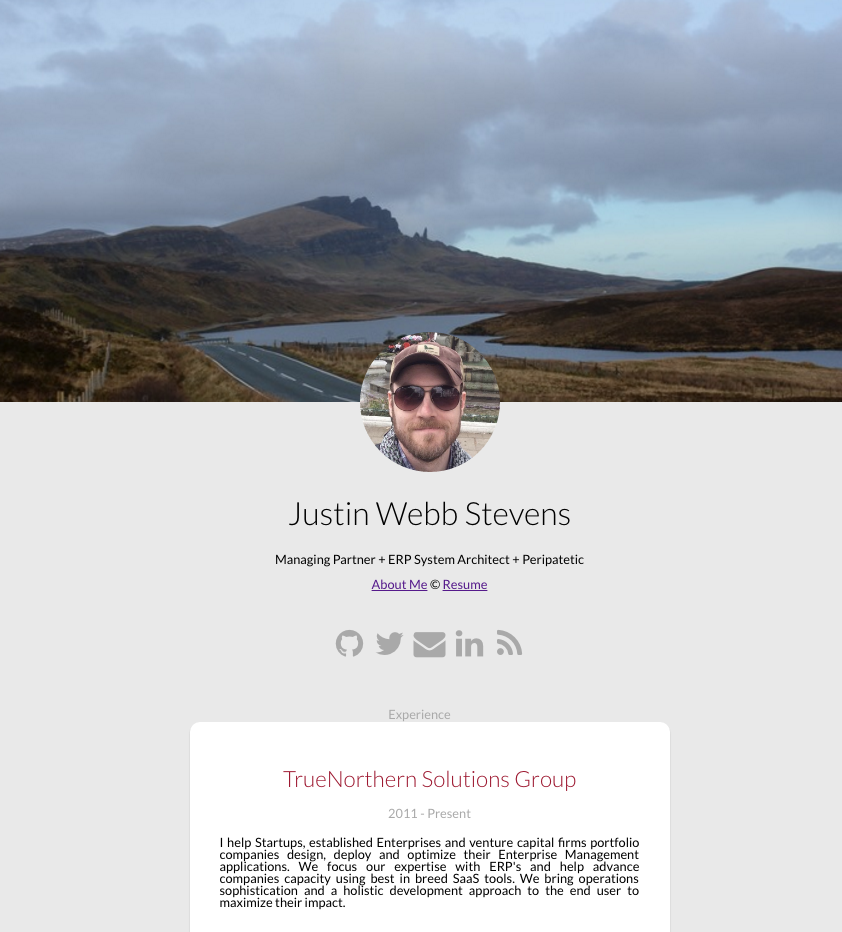 Justin Webb Stevens
Managing Partner + ERP System Architect + Peripatetic
About Me © Resume
Experience
TrueNorthern Solutions Group
2011 - Present
I help Startups, established Enterprises and venture capital firms portfolio
companies design, deploy and optimize their Enterprise Management
applications. We focus our expertise with ERP's and help advance
companies capacity using best in breed SaaS tools. We bring operations
sophistication and a holistic development approach to the end user to
maximize their impact.